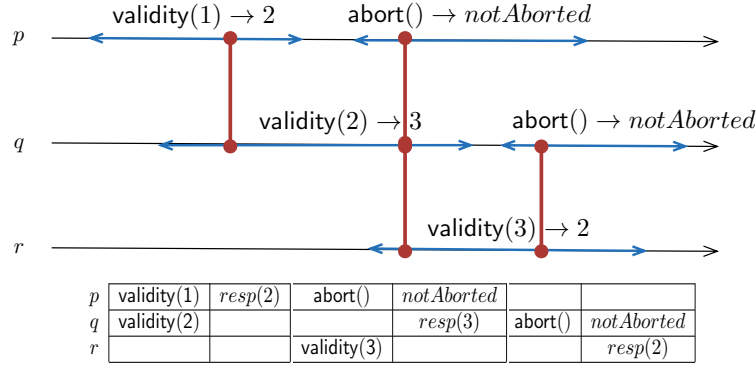 validity(1) → 2 abort() → notAborted
p
validity(2) → 3 abort() → notAborted
q
validity(3) → 2
r
p validity(1) resp(2) abort() notAborted
q validity(2) resp(3) abort() notAborted
r validity(3) resp(2)